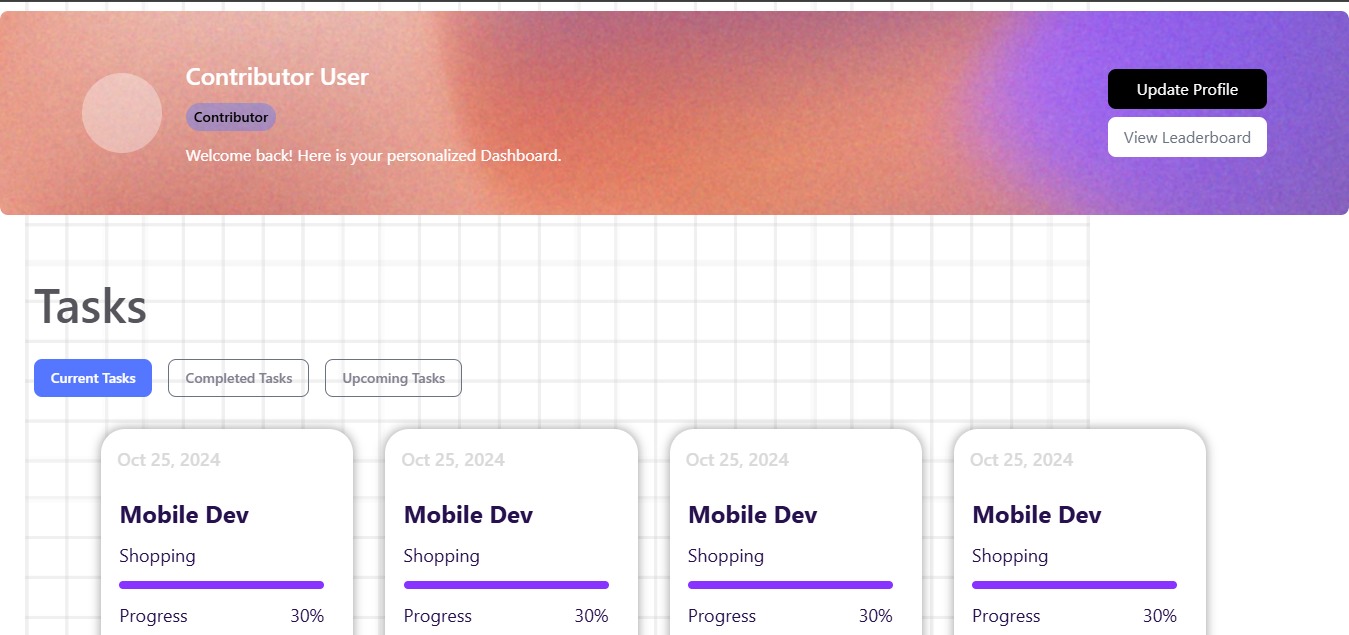 Contributor User
Contributor
Welcome back! Here is your personalized Dashboard.
Update Profile
View Leaderboard
Tasks
Current Tasks Completed Tasks Upcoming Tasks
Oct 25, 2024 Oct 25, 2024 Oct 25, 2024 Oct 25, 2024
Mobile Dev Mobile Dev Mobile Dev Mobile Dev
Shopping Shopping Shopping Shopping
Progress 30% Progress 30% Progress 30% Progress 30%